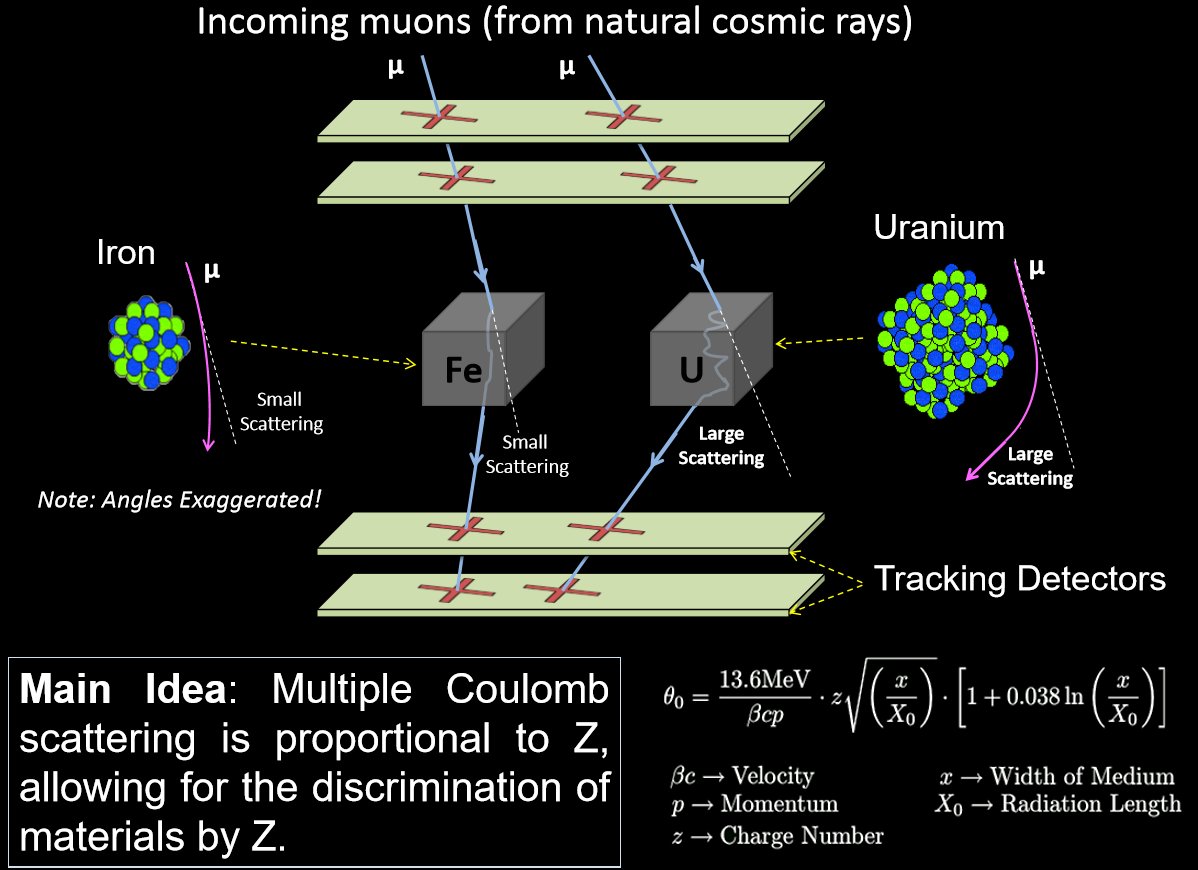 Incoming muons (from natural cosmic rays)
μ
μ
Iron
μ
Uranium
μ
Fe
U
Small
Scattering
Small
Scattering
Large
Scattering
Large
Scattering
Note: Angles Exaggerated!
Tracking Detectors
Main Idea: Multiple Coulomb
scattering is proportional to Z,
allowing for the discrimination of
materials by Z.
θ₀ = 13.6MeV/βcp · z√(x/X₀) · [1 + 0.038 ln (x/X₀)]
βc → Velocity
p → Momentum
z → Charge Number
x → Width of Medium
X₀ → Radiation Length